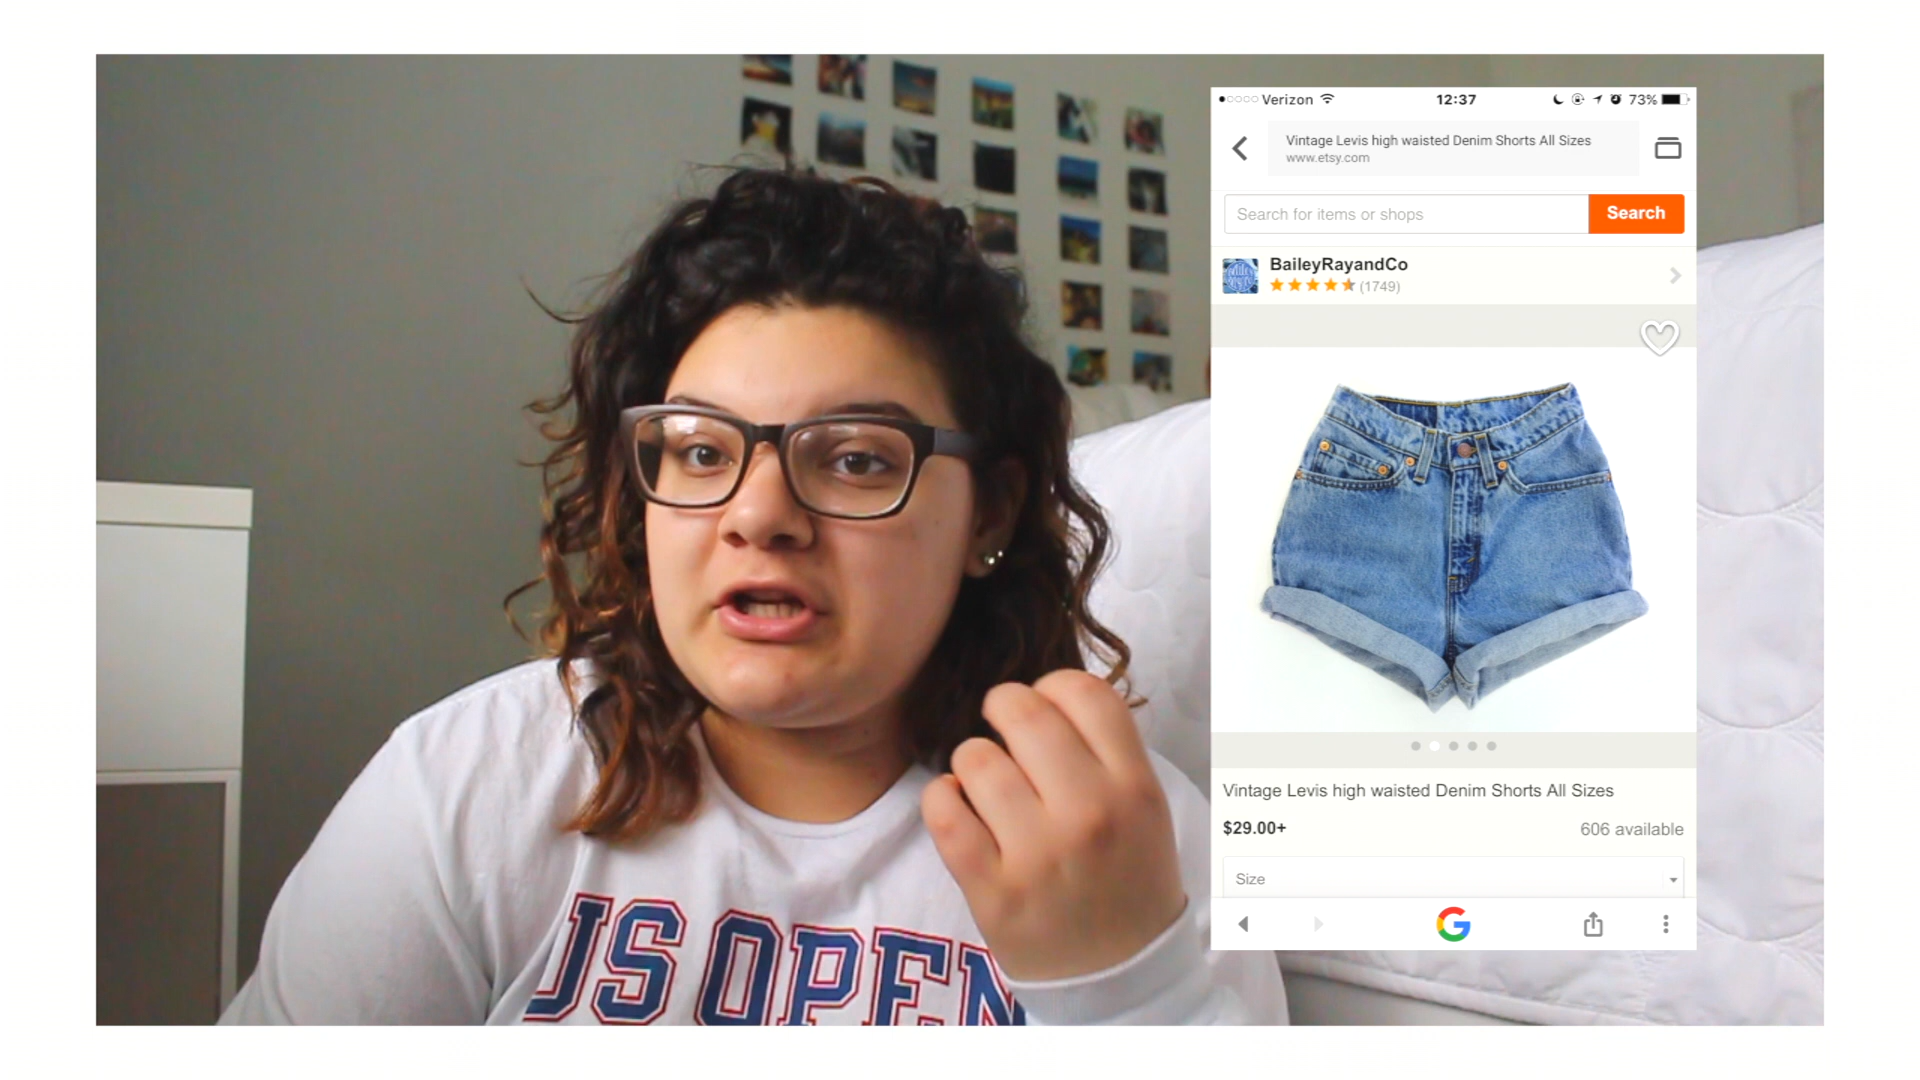 US OPEN
Verizon 12:37 73%
Vintage Levis high waisted Denim Shorts All Sizes
www.etsy.com
Search for items or shops Search
BaileyRayandCo
(1749)
Vintage Levis high waisted Denim Shorts All Sizes
$29.00+ 606 available
Size
G